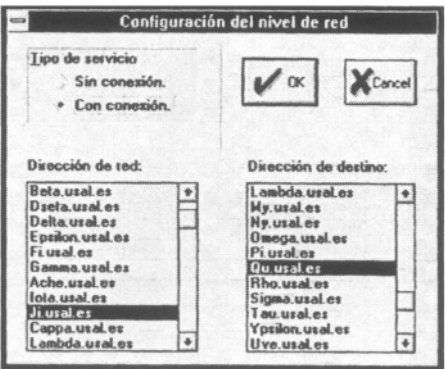 Configuración del nivel de red
Tipo de servicio
Sin conexión.
Con conexión.
OK
Cancel
Dirección de red:
Beta.usal.es
Dseta.usal.es
Delta.usal.es
Epsilon.usal.es
Fi.usal.es
Gamma.usal.es
Ache.usal.es
Iota.usal.es
Ji.usal.es
Cappa.usal.es
Lambda.usal.es
Dirección de destino:
Lambda.usal.es
My.usal.es
Ny.usal.es
Omega.usal.es
Pi.usal.es
Qu.usal.es
Rho.usal.es
Sigma.usal.es
Tau.usal.es
Ypsilon.usal.es
Uve.usal.es